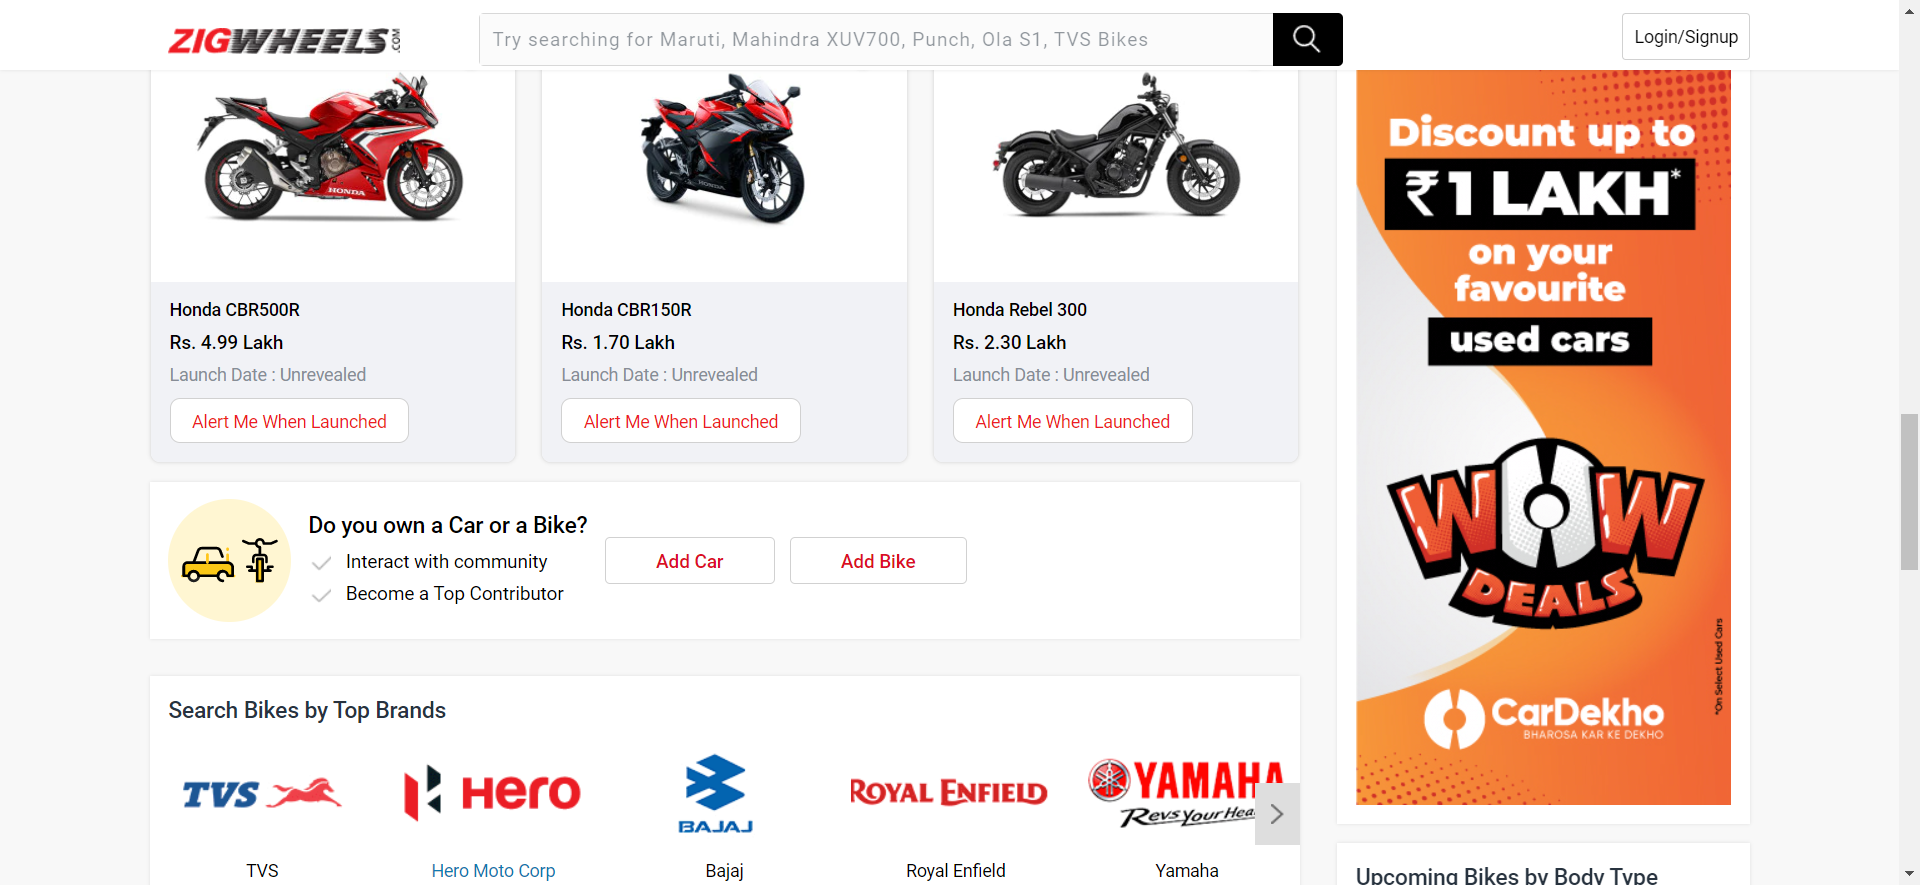 ZIGWHEELS.COM
Try searching for Maruti, Mahindra XUV700, Punch, Ola S1, TVS Bikes
Login/Signup
HONDA
HONDA
Honda CBR500R
Rs. 4.99 Lakh
Launch Date : Unrevealed
Alert Me When Launched
Honda CBR150R
Rs. 1.70 Lakh
Launch Date : Unrevealed
Alert Me When Launched
Honda Rebel 300
Rs. 2.30 Lakh
Launch Date : Unrevealed
Alert Me When Launched
Do you own a Car or a Bike?
Interact with community
Become a Top Contributor
Add Car
Add Bike
Search Bikes by Top Brands
TVS
Hero
BAJAJ
ROYAL ENFIELD
YAMAHA
Revs Your Hea
TVS
Hero Moto Corp
Bajaj
Royal Enfield
Yamaha
Discount up to
₹1 LAKH*
on your
favourite
used cars
WOW
DEALS
*On Select Used Cars
CarDekho
BHAROSA KAR KE DEKHO
Upcoming Bikes by Body Type